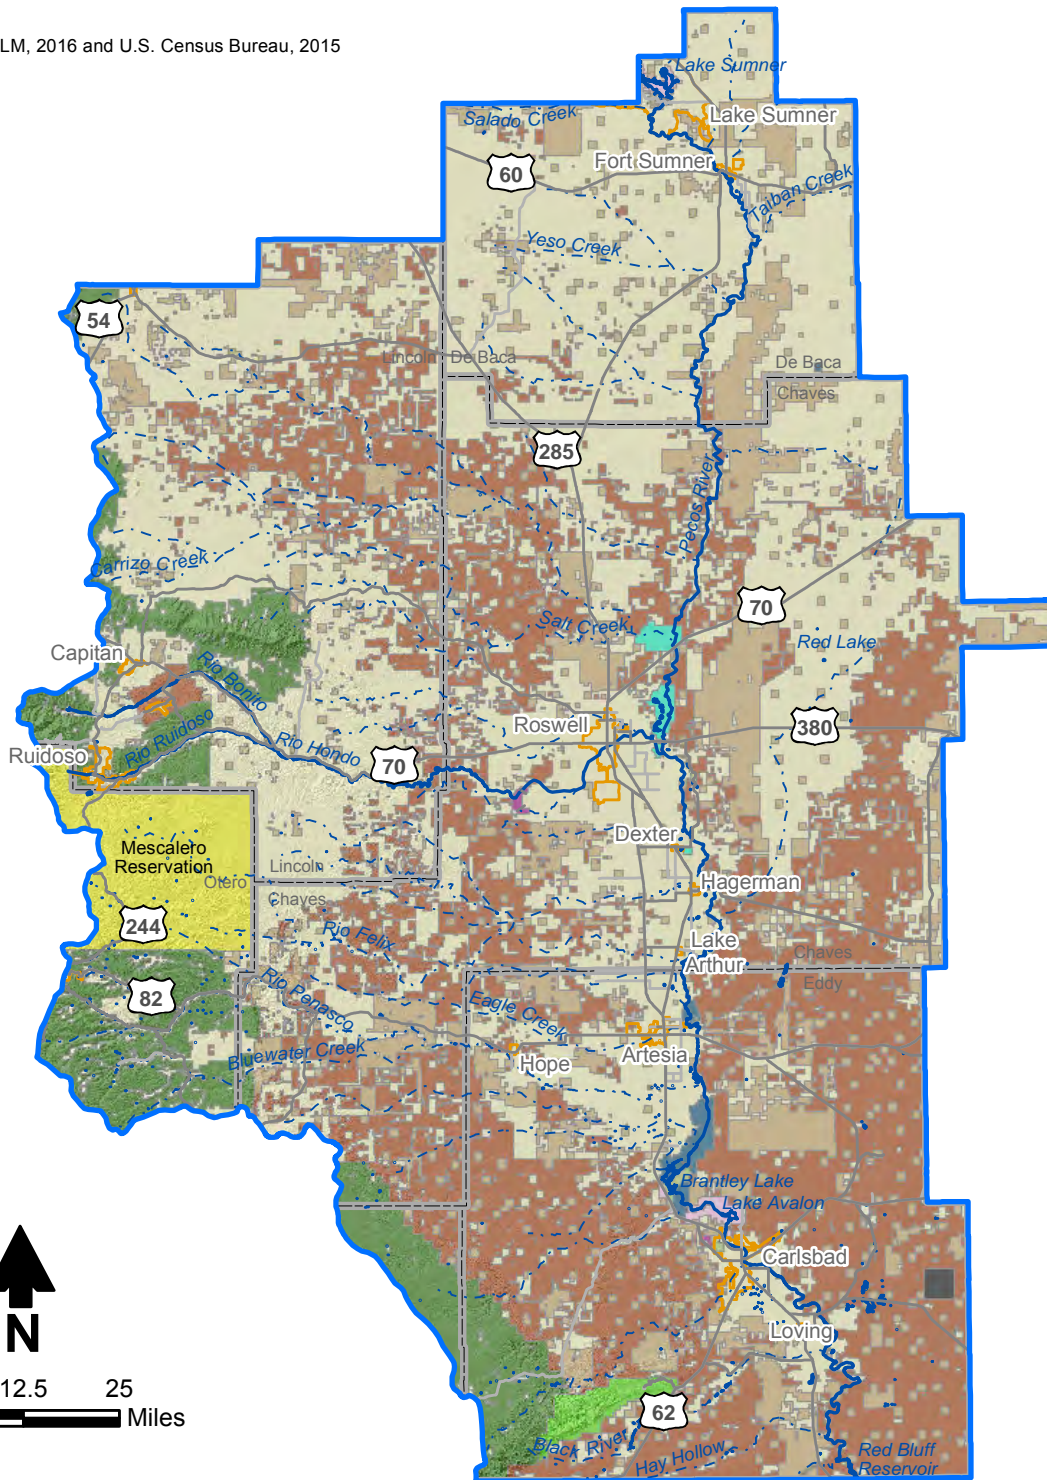 LM, 2016 and U.S. Census Bureau, 2015
Lake Sumner
Salado Creek
Lake Sumner
Fort Sumner
60
Taiban Creek
Yeso Creek
54
Lincoln
De Baca
De Baca
Chaves
285
Pecos River
Carrizo Creek
70
Salt Creek
Red Lake
Capitan
Rio Bonito
Rio Ruidoso
Roswell
380
Rio Hondo
Ruidoso
70
Dexter
Mescalero
Reservation
Lincoln
Otero
Hagerman
Chaves
244
Rio Felix
Lake
Arthur
Chaves
Eddy
82
Rio Penasco
Eagle Creek
Bluewater Creek
Hope
Artesia
Brantley Lake
Lake Avalon
Carlsbad
N
Loving
12.5 25
Miles
62
Black River
Hay Hollow
Red Bluff
Reservoir